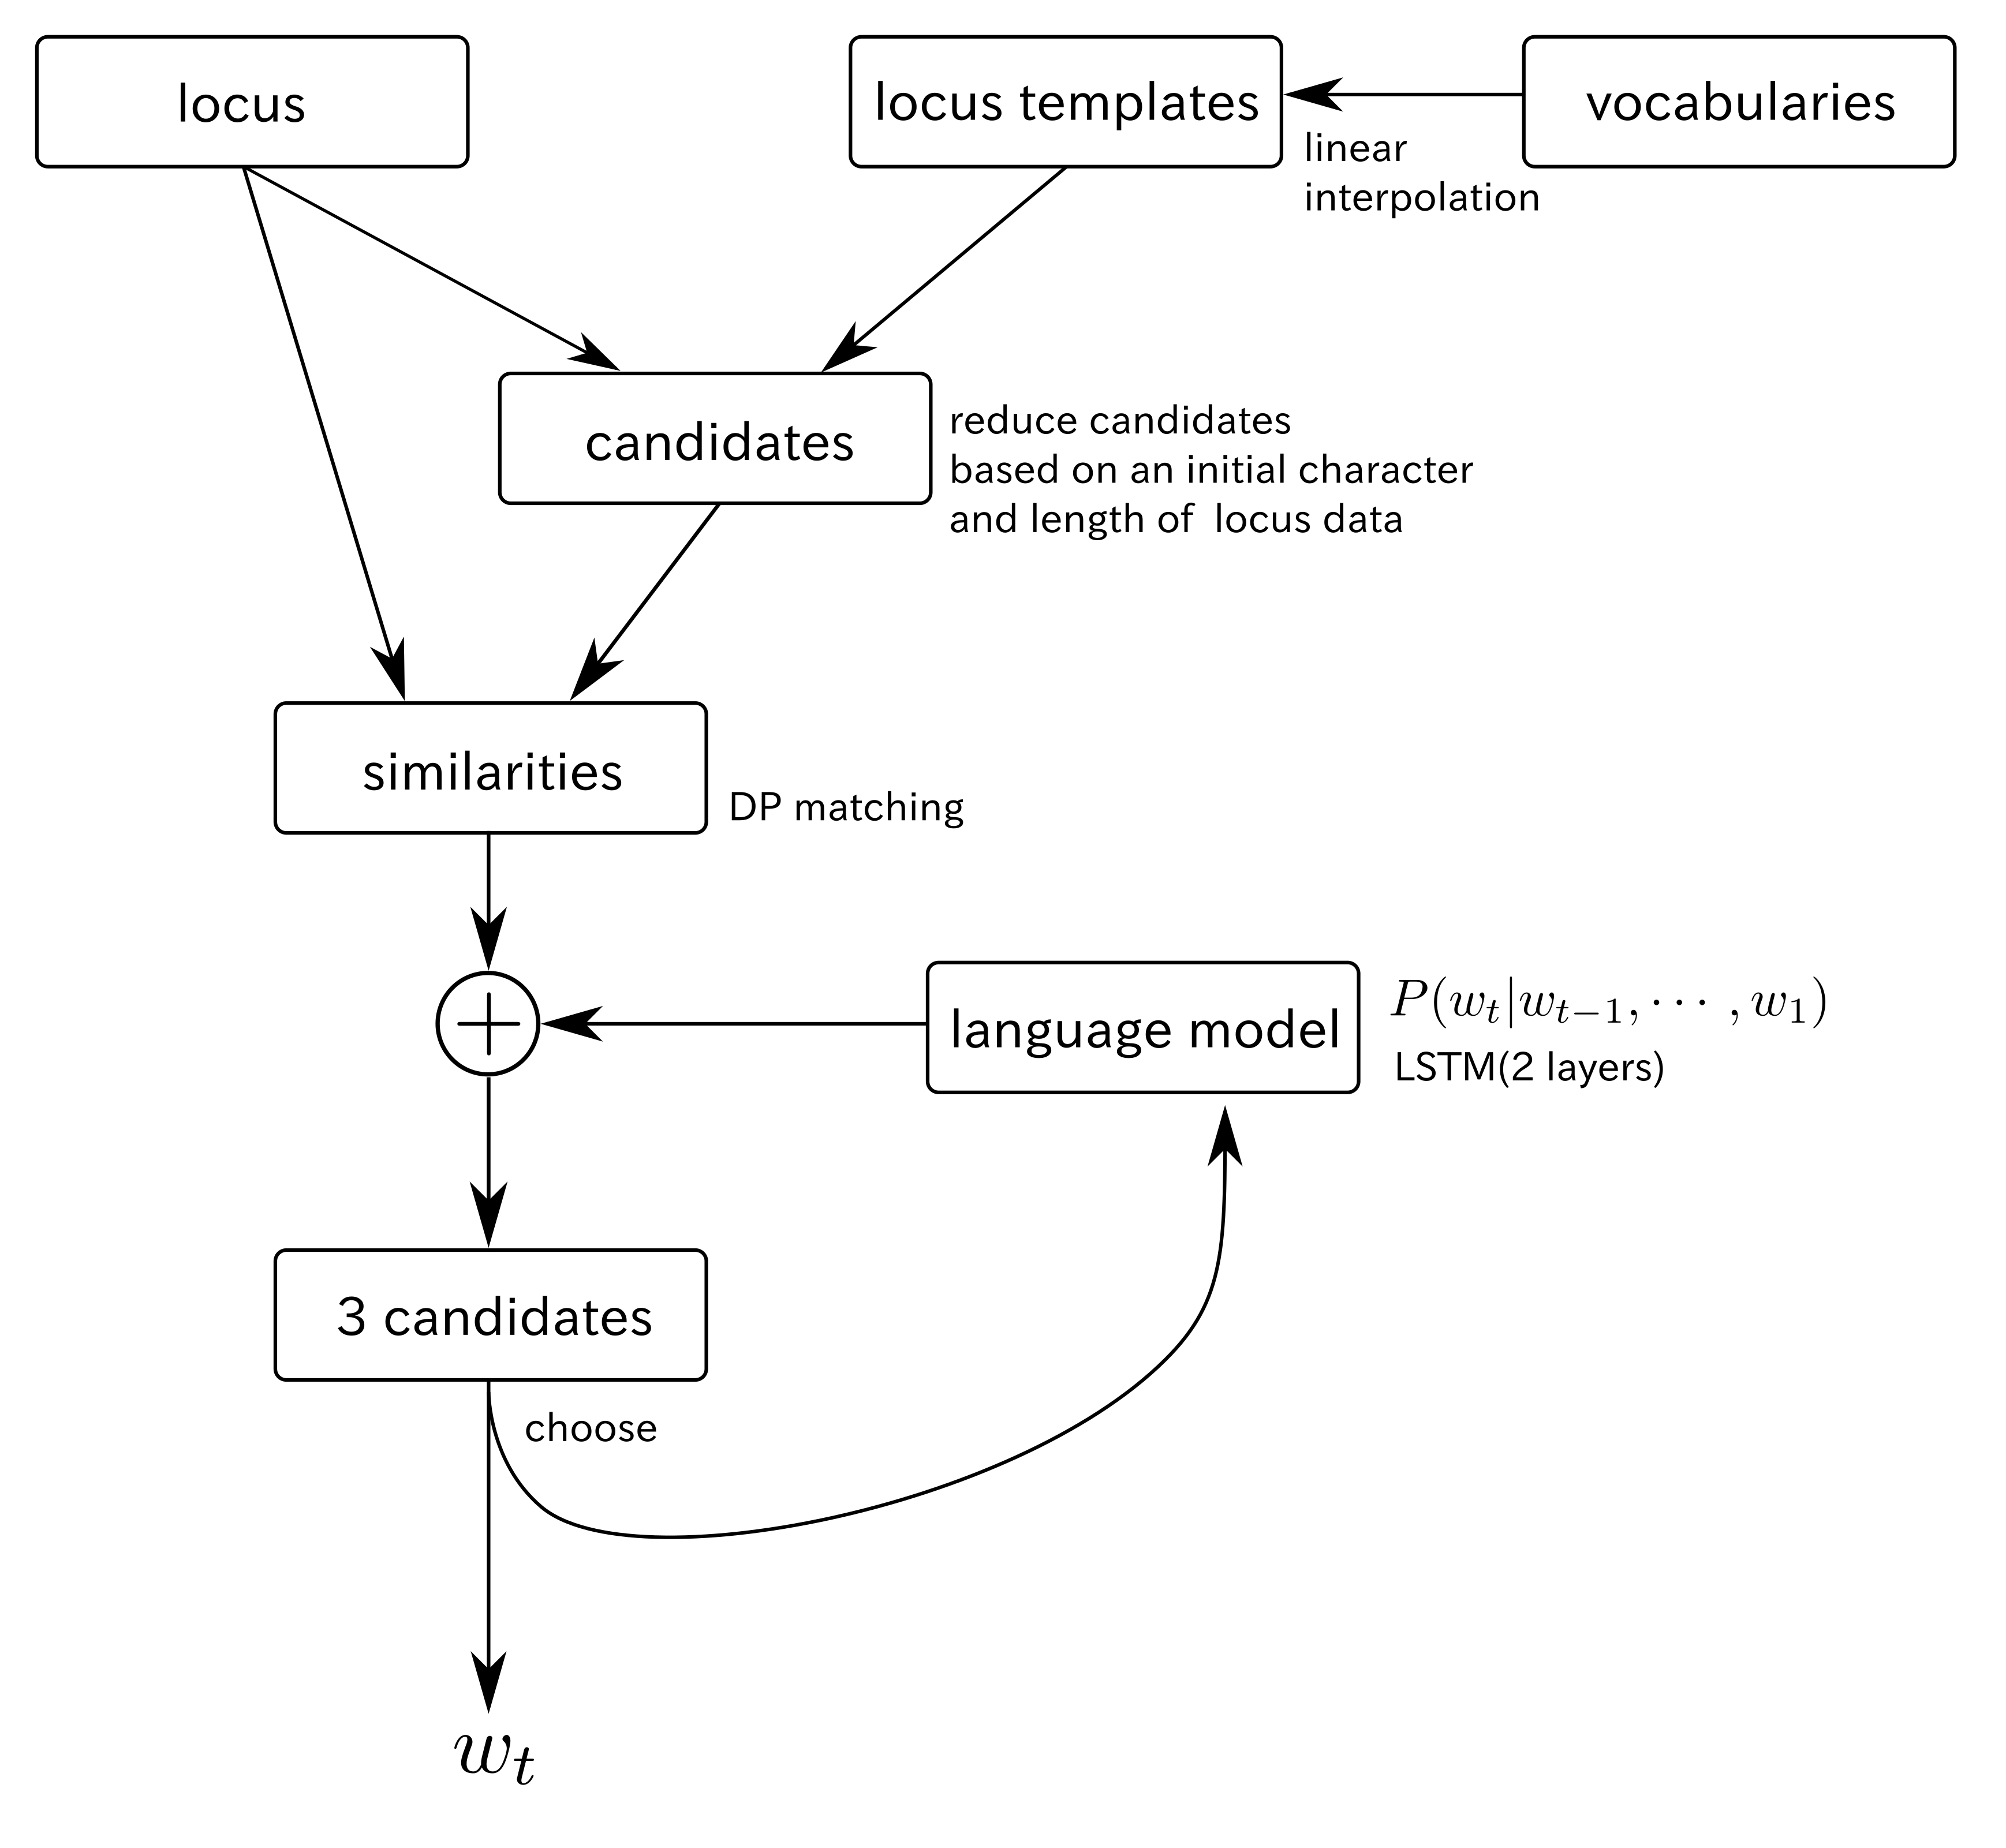 locus
locus templates
vocabularies
linear
interpolation
candidates
reduce candidates
based on an initial character
and length of locus data
similarities
DP matching
+
language model
P(w_t|w_{t-1}, ··· , w_1)
LSTM(2 layers)
3 candidates
choose
w_t